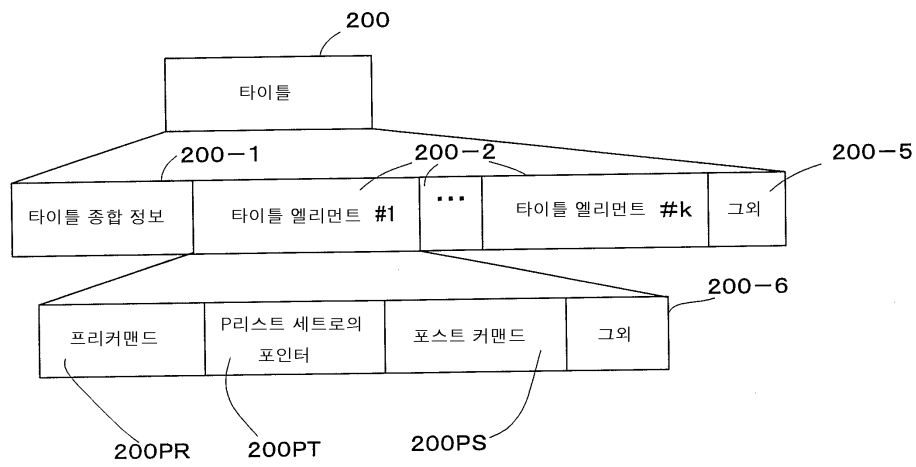 200
타이틀
200-1
200-2
200-5
타이틀 종합 정보
타이틀 엘리먼트 #1
...
타이틀 엘리먼트 #k
그외
200-6
프리커맨드
P리스트 세트로의
포인터
포스트 커맨드
그외
200PR
200PT
200PS